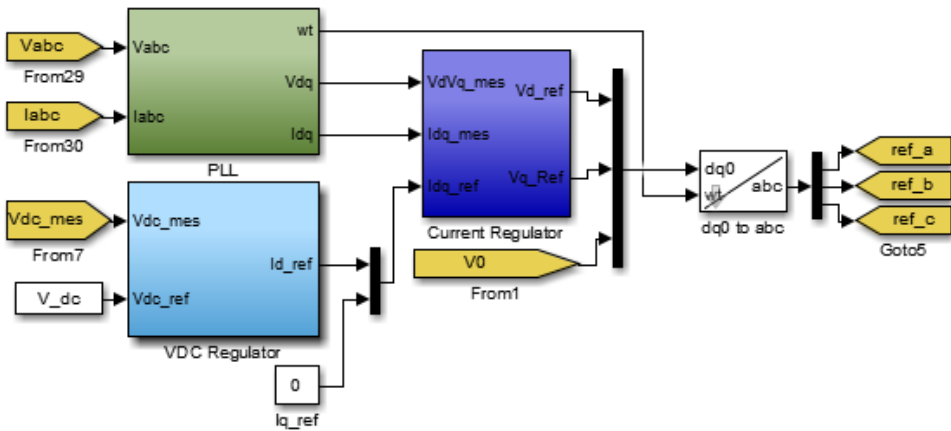 Vabc
From29
Iabc
From30
Vabc
Iabc
wt
Vdq
Idq
PLL
VdVq_mes
Idq_mes
Idq_ref
Vd_ref
Vq_Ref
Current Regulator
Vdc_mes
From7
V_dc
Vdc_mes
Vdc_ref
Id_ref
VDC Regulator
0
Iq_ref
V0
From1
dq0
wt
abc
dq0 to abc
ref_a
ref_b
ref_c
Goto5